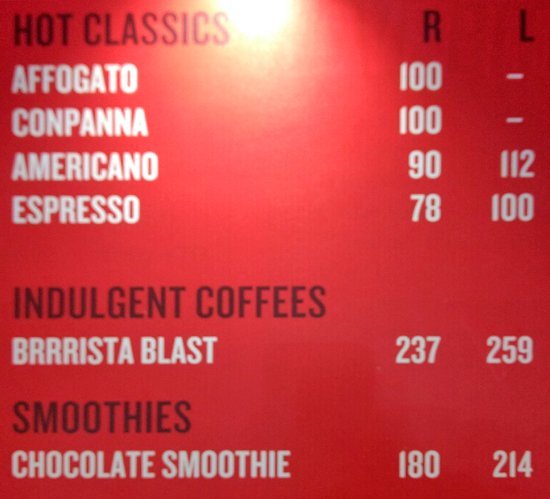 HOT CLASSICS R L
AFFOGATO 100 –
CONPANNA 100 –
AMERICANO 90 112
ESPRESSO 78 100
INDULGENT COFFEES
BRRRISTA BLAST 237 259
SMOOTHIES
CHOCOLATE SMOOTHIE 180 214